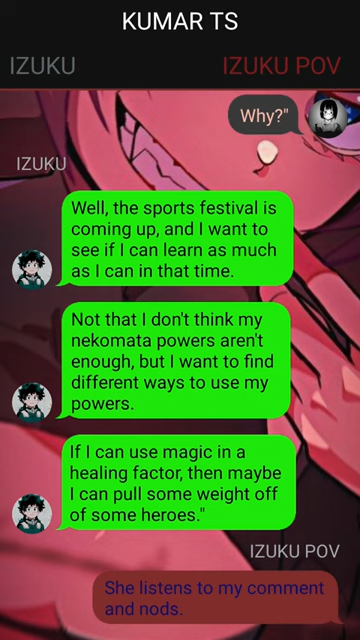 KUMAR TS
IZUKU
IZUKU POV
Why?"
IZUKU
Well, the sports festival is
coming up, and I want to
see if I can learn as much
as I can in that time.
Not that I don't think my
nekomata powers aren't
enough, but I want to find
different ways to use my
powers.
If I can use magic in a
healing factor, then maybe
I can pull some weight off
of some heroes."
IZUKU POV
She listens to my comment
and nods.